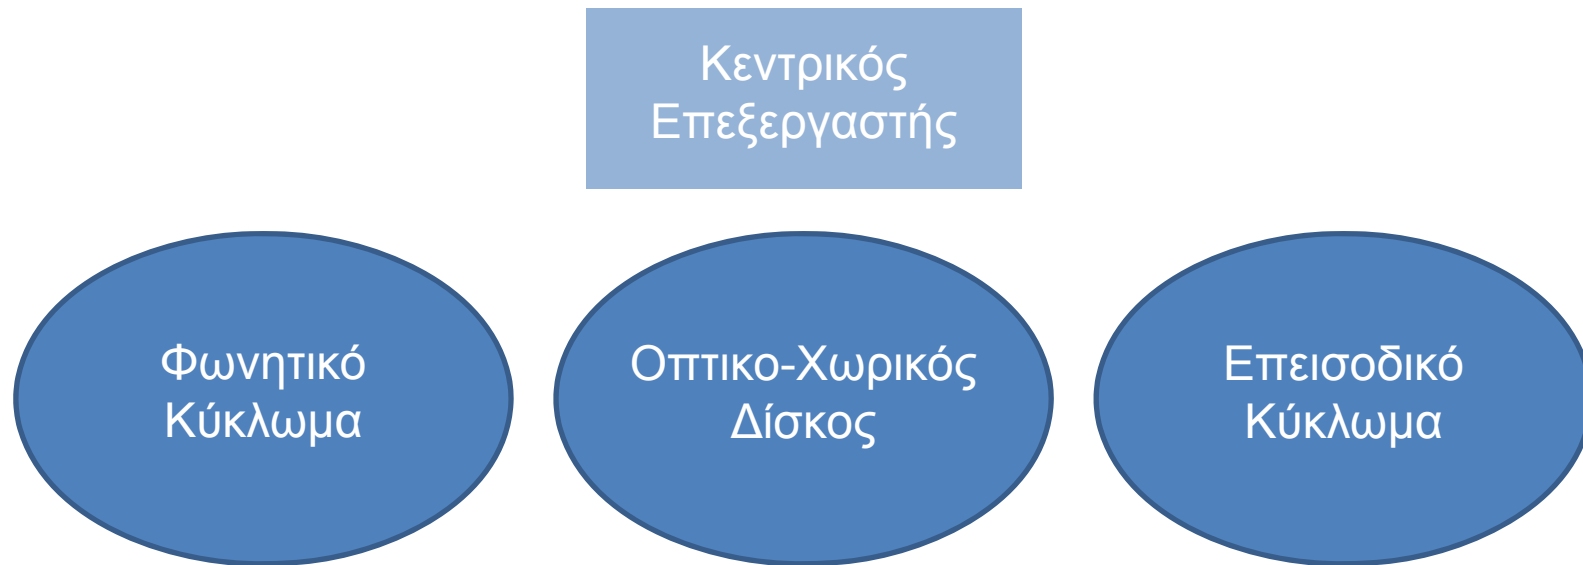 Κεντρικός
Επεξεργαστής
Φωνητικό
Κύκλωμα
Οπτικο-Χωρικός
Δίσκος
Επεισοδικό
Κύκλωμα